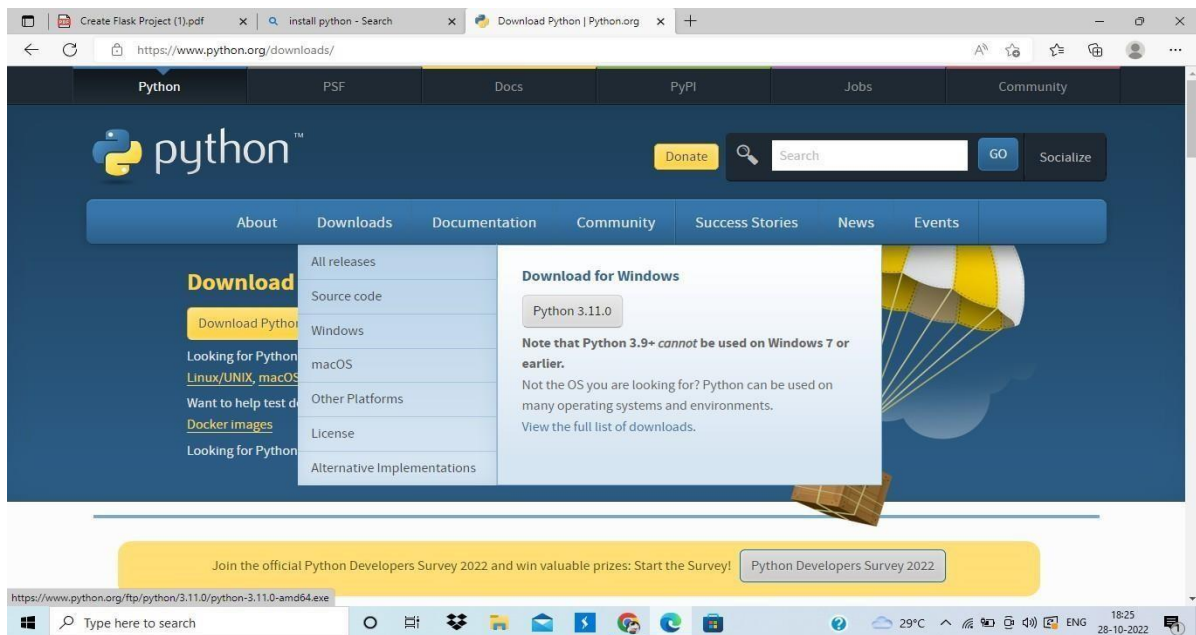 Create Flask Project (1).pdf
install python - Search
Download Python | Python.org
https://www.python.org/downloads/
Python
PSF
Docs
PyPI
Jobs
Community
python™
Donate
Search
GO
Socialize
About
Downloads
Documentation
Community
Success Stories
News
Events
Download
Download Pytho
Looking for Python
Linux/UNIX, macOS
Want to help test d
Docker images
Looking for Python
All releases
Source code
Windows
macOS
Other Platforms
License
Alternative Implementations
Download for Windows
Python 3.11.0
Note that Python 3.9+ cannot be used on Windows 7 or
earlier.
Not the OS you are looking for? Python can be used on
many operating systems and environments.
View the full list of downloads.
Join the official Python Developers Survey 2022 and win valuable prizes: Start the Survey!
Python Developers Survey 2022
https://www.python.org/ftp/python/3.11.0/python-3.11.0-amd64.exe
Type here to search
29°C
ENG
18:25
28-10-2022